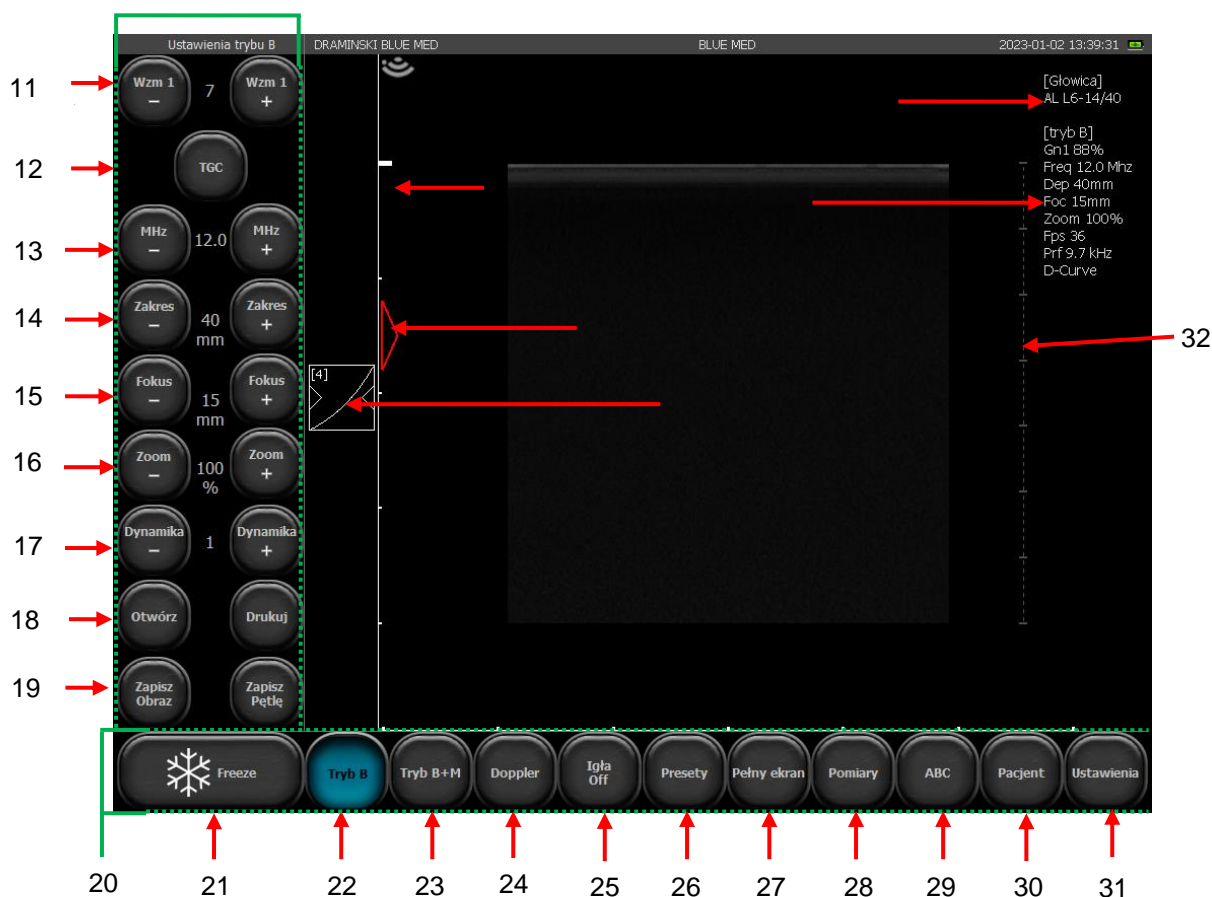 Ustawienia trybu B DRAMINSKI BLUE MED BLUE MED 2023-01-02 13:39:31
11
Wzm 1
–
7
Wzm 1
+
[Głowica]
AL L6-14/40
12
TGC
[tryb B]
Gn1 88%
Freq 12.0 Mhz
Dep 40mm
Foc 15mm
Zoom 100%
Fps 36
Prf 9.7 kHz
D-Curve
13
MHz
–
12.0
MHz
+
14
Zakres
–
40
mm
Zakres
+
32
[4]
15
Fokus
–
15
mm
Fokus
+
16
Zoom
–
100
%
Zoom
+
17
Dynamika
–
1
Dynamika
+
18
Otwórz
Drukuj
19
Zapisz
Obraz
Zapisz
Pętlę
Freeze
Tryb B
Tryb B+M
Doppler
Igła
Off
Presety
Pełny ekran
Pomiary
ABC
Pacjent
Ustawienia
20 21 22 23 24 25 26 27 28 29 30 31